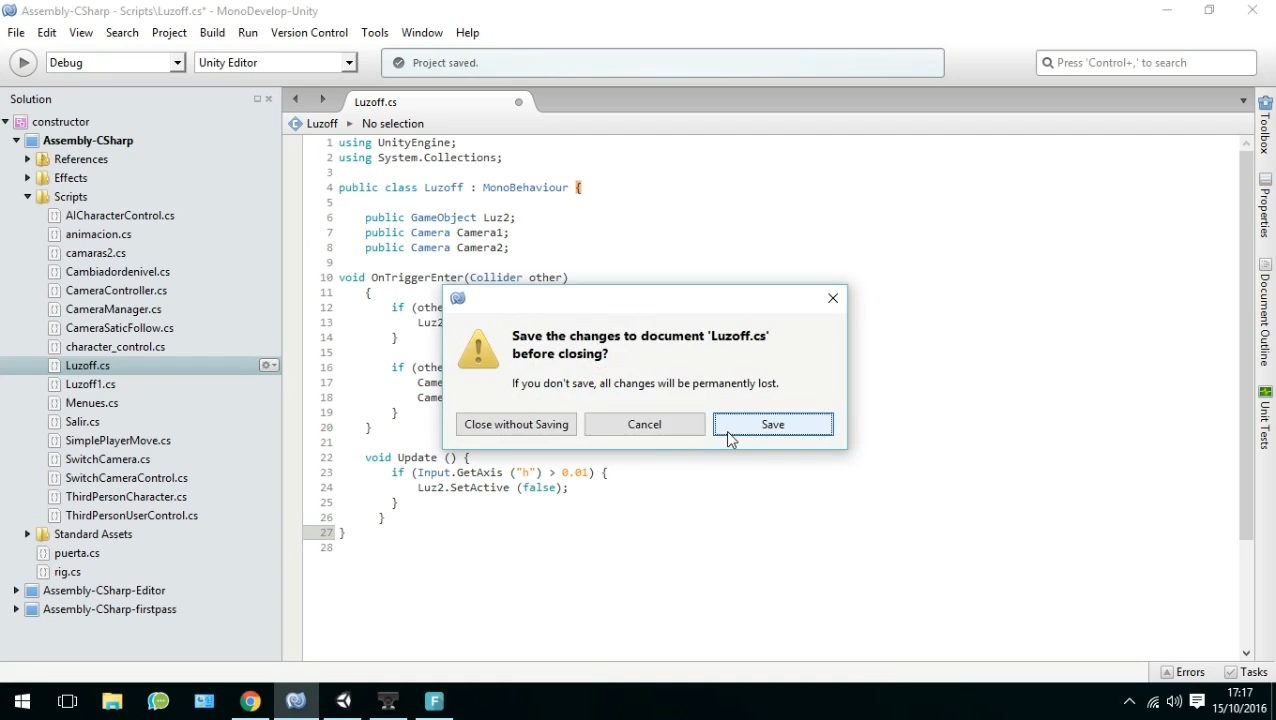 Assembly-CSharp - Scripts\Luzoff.cs* - MonoDevelop-Unity
File Edit View Search Project Build Run Version Control Tools Window Help
Debug Unity Editor Project saved. Press 'Control+,' to search
Solution
Luzoff.cs
constructor
Luzoff No selection
Assembly-CSharp
References
Effects
Scripts
AICharacterControl.cs
animacion.cs
camaras2.cs
Cambiadordenivel.cs
CameraController.cs
CameraManager.cs
CameraSaticFollow.cs
character_control.cs
Luzoff.cs
Luzoff1.cs
Menues.cs
Salir.cs
SimplePlayerMove.cs
SwitchCamera.cs
SwitchCameraControl.cs
ThirdPersonCharacter.cs
ThirdPersonUserControl.cs
Standard Assets
puerta.cs
rig.cs
Assembly-CSharp-Editor
Assembly-CSharp-firstpass
1 using UnityEngine;
2 using System.Collections;
3
4 public class Luzoff : MonoBehaviour {
5
6 public GameObject Luz2;
7 public Camera Camera1;
8 public Camera Camera2;
9
10 void OnTriggerEnter(Collider other)
11 {
12 if (othe
13 Luz2
14 }
15
16 if (othe
17 Came
18 Came
19 }
20 }
21
22 void Update () {
23 if (Input.GetAxis ("h") > 0.01) {
24 Luz2.SetActive (false);
25 }
26 }
27 }
28
Save the changes to document 'Luzoff.cs'
before closing?
If you don't save, all changes will be permanently lost.
Close without Saving Cancel Save
Toolbox
Properties
Document Outline
Unit Tests
Errors Tasks
F
17:17
15/10/2016